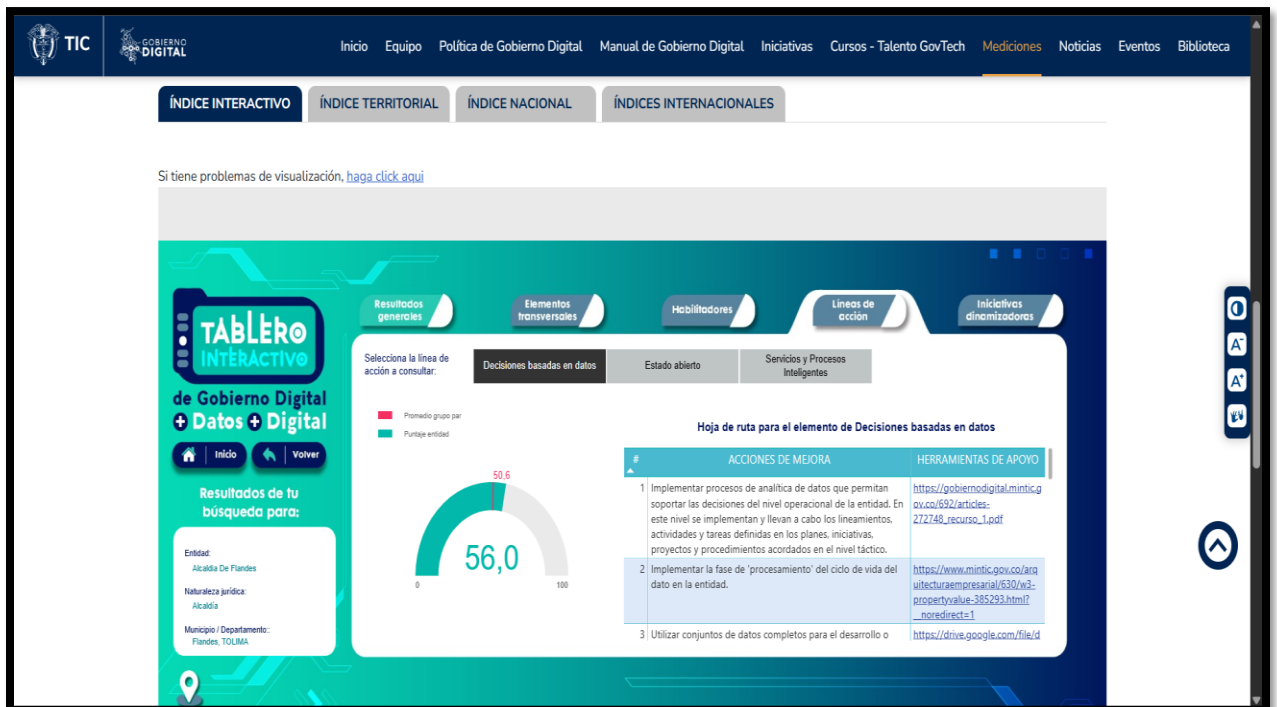 TIC
GOBIERNO
DIGITAL
Inicio Equipo Política de Gobierno Digital Manual de Gobierno Digital Iniciativas Cursos - Talento GovTech Mediciones Noticias Eventos Biblioteca
ÍNDICE INTERACTIVO ÍNDICE TERRITORIAL ÍNDICE NACIONAL ÍNDICES INTERNACIONALES
Si tiene problemas de visualización, haga click aqui
TABLERO
INTERACTIVO
de Gobierno Digital
+ Datos + Digital
Inicio Volver
Resultados de tu
búsqueda para:
Entidad:
Alcaldia De Flandes
Naturaleza jurídica:
Alcaldía
Municipio / Departamento::
Flandes, TOLIMA
Resultados
generales
Elementos
transversales
Habilitadores
Líneas de
acción
Iniciativas
dinamizadoras
Selecciona la línea de
acción a consultar:
Decisiones basadas en datos
Estado abierto
Servicios y Procesos
Inteligentes
Promedio grupo par
Puntaje entidad
50,6
56,0
0 100
Hoja de ruta para el elemento de Decisiones basadas en datos
# ACCIONES DE MEJORA HERRAMIENTAS DE APOYO
1 Implementar procesos de analítica de datos que permitan
soportar las decisiones del nivel operacional de la entidad. En
este nivel se implementan y llevan a cabo los lineamientos,
actividades y tareas definidas en los planes, iniciativas,
proyectos y procedimientos acordados en el nivel táctico.
https://gobiernodigital.mintic.g
ov.co/692/articles-
272748_recurso_1.pdf
2 Implementar la fase de 'procesamiento' del ciclo de vida del
dato en la entidad.
https://www.mintic.gov.co/arq
uitecturaempresarial/630/w3-
propertyvalue-385293.html?
__noredirect=1
3 Utilizar conjuntos de datos completos para el desarrollo o
https://drive.google.com/file/d
A-
A+